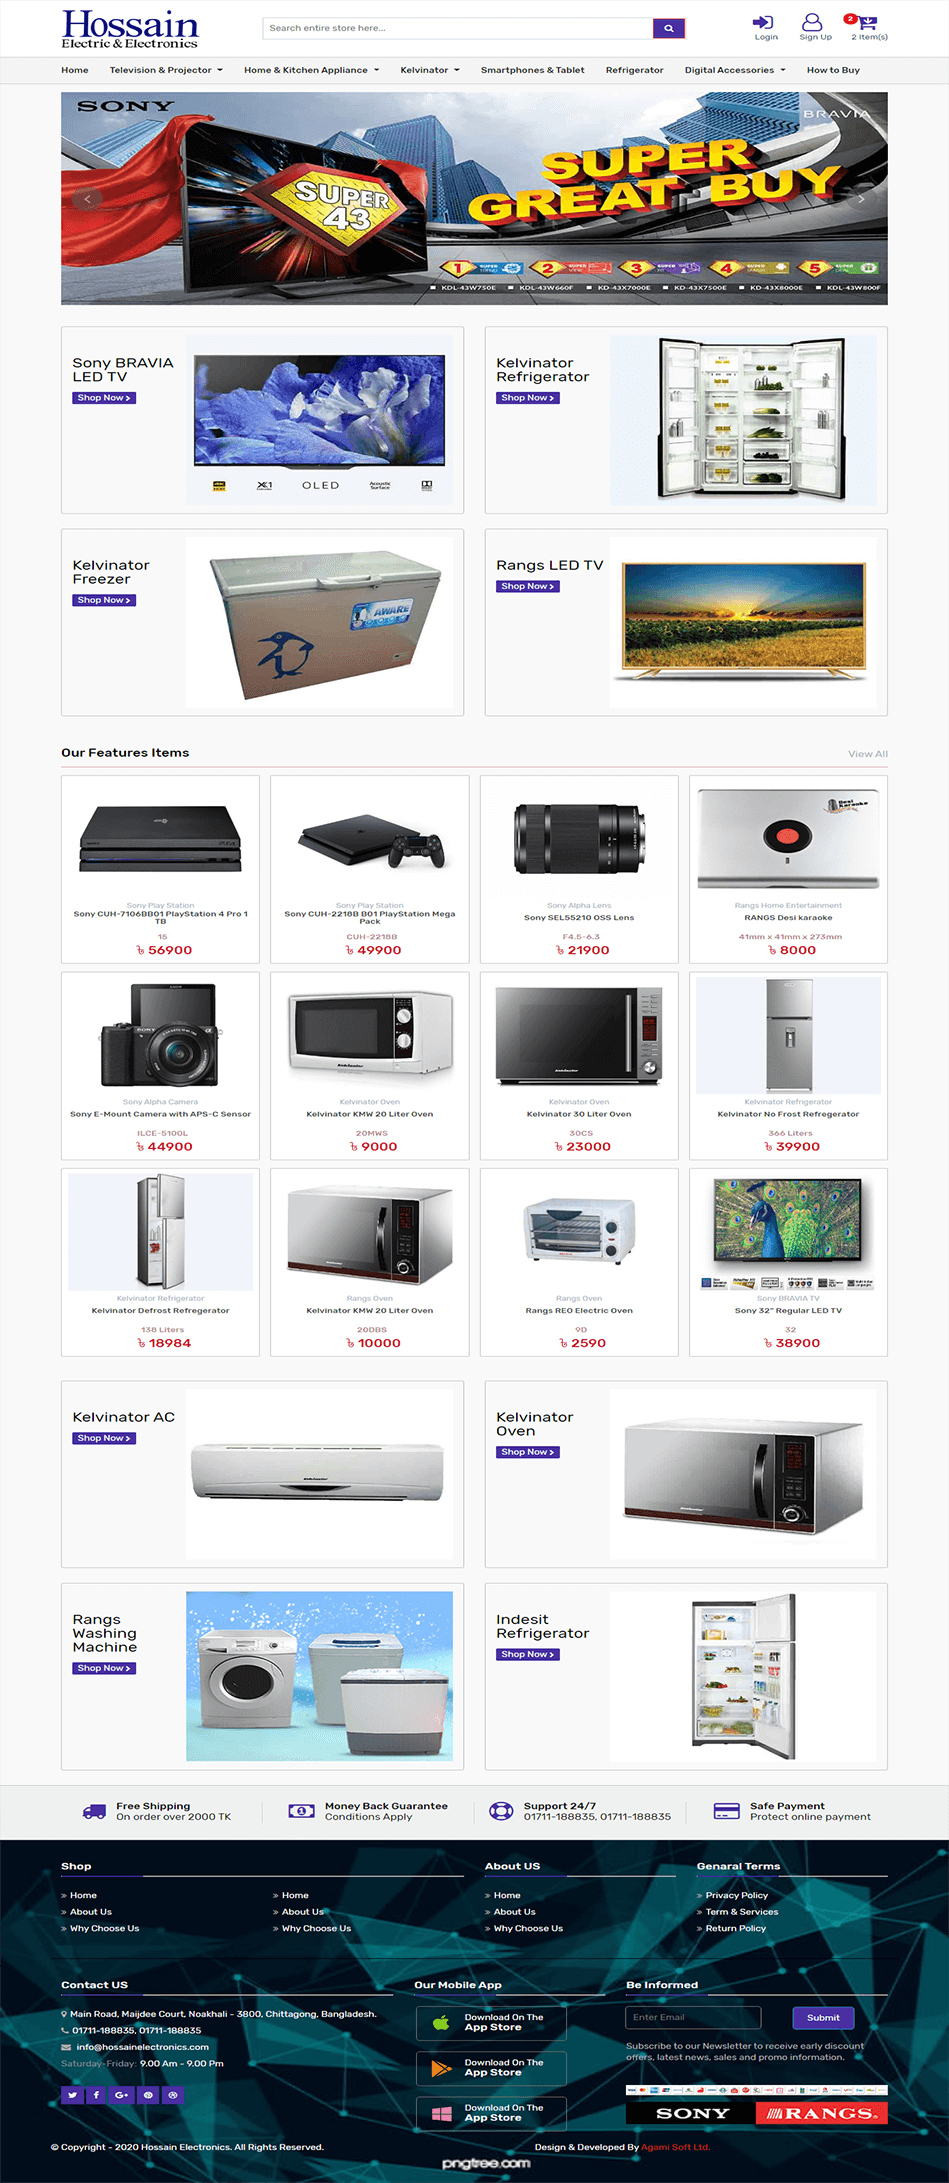 Hossain
Electric & Electronics
Search entire store here...
Login
Sign Up
2
2 Item(s)
Home
Television & Projector
Home & Kitchen Appliance
Kelvinator
Smartphones & Tablet
Refrigerator
Digital Accessories
How to Buy
SONY
BRAVIA
SUPER
43
SUPER
GREAT BUY
1 2 3 4 5
KDL-43W750E KDL-43W660F KD-43X7000E KD-43X7500E KD-43X8000E KDL-43W800F
Sony BRAVIA
LED TV
Shop Now
X1 OLED Acoustic
Surface
Kelvinator
Refrigerator
Shop Now
Kelvinator
Freezer
Shop Now
AWARE
Rangs LED TV
Shop Now
Our Features Items
View All
Sony Play Station
Sony CUH-7106BB01 PlayStation 4 Pro 1
TB
15
৳ 56900
Sony Play Station
Sony CUH-2218B B01 PlayStation Mega
Pack
CUH-2218B
৳ 49900
Sony Alpha Lens
Sony SEL55210 OSS Lens
F4.5-6.3
৳ 21900
Desi
Karaoke
Rangs Home Entertainment
RANGS Desi karaoke
41mm x 41mm x 273mm
৳ 8000
SONY
Sony Alpha Camera
Sony E-Mount Camera with APS-C Sensor
ILCE-5100L
৳ 44900
Kelvinator Oven
Kelvinator KMW 20 Liter Oven
20MWS
৳ 9000
Kelvinator Oven
Kelvinator 30 Liter Oven
30CS
৳ 23000
Kelvinator Refrigerator
Kelvinator No Frost Refregerator
366 Liters
৳ 39900
Kelvinator Refrigerator
Kelvinator Defrost Refregerator
138 Liters
৳ 18984
Rangs Oven
Kelvinator KMW 20 Liter Oven
20DBS
৳ 10000
Rangs Oven
Rangs REO Electric Oven
9D
৳ 2590
Sony BRAVIA TV
Sony 32" Regular LED TV
32
৳ 38900
Kelvinator AC
Shop Now
Kelvinator
Oven
Shop Now
Rangs
Washing
Machine
Shop Now
Indesit
Refrigerator
Shop Now
Free Shipping
On order over 2000 TK
Money Back Guarantee
Conditions Apply
Support 24/7
01711-188835, 01711-188835
Safe Payment
Protect online payment
Shop
Home
About Us
Why Choose Us
Home
About Us
Why Choose Us
About US
Home
About Us
Why Choose Us
Genaral Terms
Privacy Policy
Term & Services
Return Policy
Contact US
Main Road, Maijdee Court, Noakhali - 3800, Chittagong, Bangladesh.
01711-188835, 01711-188835
info@hossainelectronics.com
Saturday-Friday: 9.00 Am - 9.00 Pm
Our Mobile App
Download On The
App Store
Download On The
App Store
Download On The
App Store
Be Informed
Enter Email
Submit
Subscribe to our Newsletter to receive early discount
offers, latest news, sales and promo information.
SONY
RANGS
© Copyright - 2020 Hossain Electronics. All Rights Reserved.
Design & Developed By Agami Soft Ltd.
pngtree.com